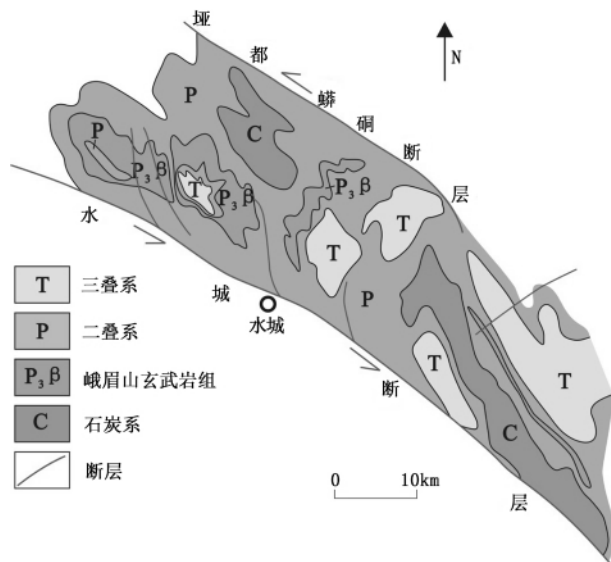 垭都蟒硐断层
N
P
C
P
P₃β
T
P₃β
P₃β
T
T
水城断层
水城
P
T
T
C
T 三叠系
P 二叠系
P₃β 峨眉山玄武岩组
C 石炭系
断层
0 10km